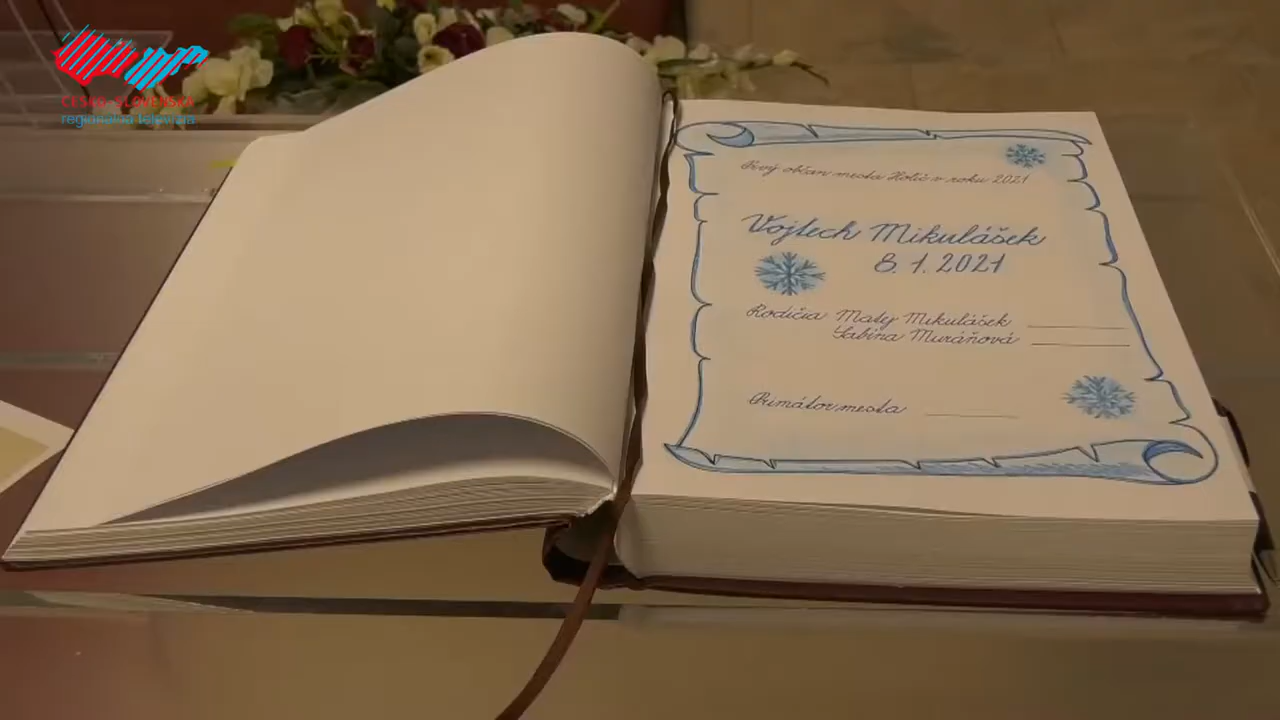 ČESKO-SLOVENSKÁ
regionálna televízia
Prvý občan mesta Holíč v roku 2021
Vojtech Mikulášek
8. 1. 2021
Rodičia Matej Mikulášek
Sabina Muráňová
Primátor mesta